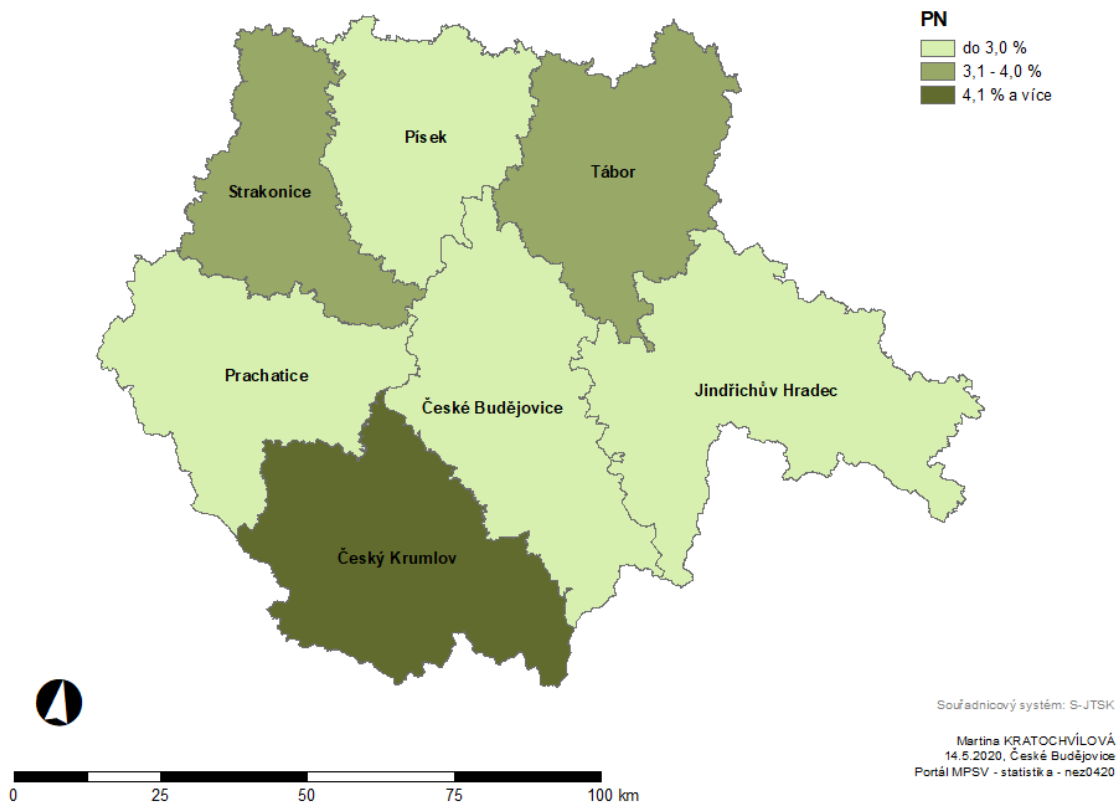 PN
do 3,0 %
3,1 - 4,0 %
4,1 % a více
Písek
Tábor
Strakonice
Prachatice
Jindřichův Hradec
České Budějovice
Český Krumlov
Souřadnicový systém: S-JTSK
Martina KRATOCHVÍLOVÁ
14.5.2020, České Budějovice
Portál MPSV - statistika - nez0420
0 25 50 75 100 km